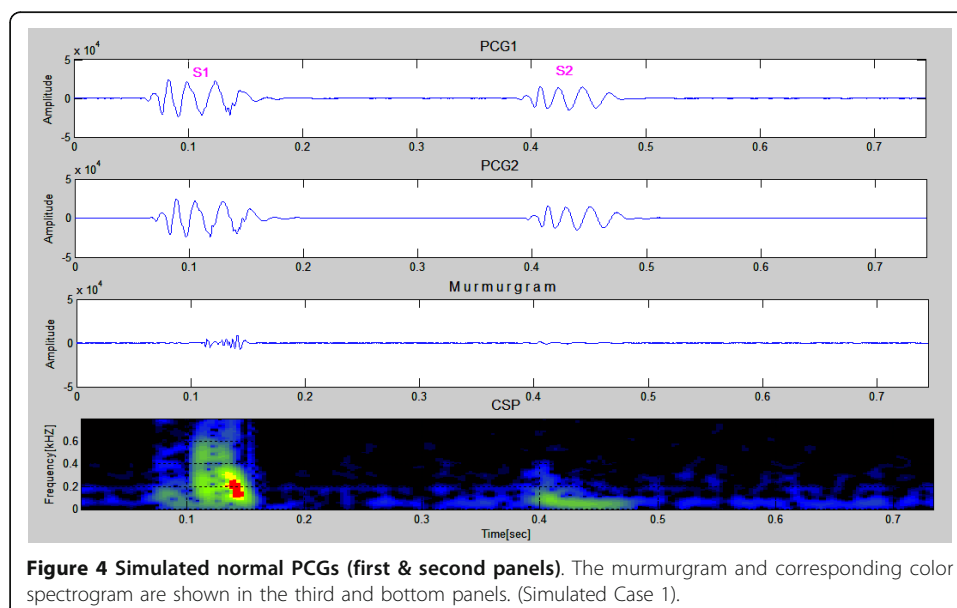 PCG1
x 10^4
5
0
-5
Amplitude
S1
S2
0 0.1 0.2 0.3 0.4 0.5 0.6 0.7
PCG2
x 10^4
5
0
-5
Amplitude
0 0.1 0.2 0.3 0.4 0.5 0.6 0.7
Murmurgram
x 10^4
5
0
-5
Amplitude
0 0.1 0.2 0.3 0.4 0.5 0.6 0.7
CSP
0.6
0.4
0.2
0
Frequency[kHZ]
0.1 0.2 0.3 0.4 0.5 0.6 0.7
Time[sec]
Figure 4 Simulated normal PCGs (first & second panels). The murmurgram and corresponding color
spectrogram are shown in the third and bottom panels. (Simulated Case 1).